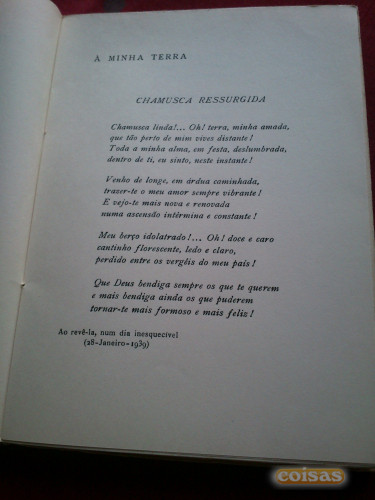 À MINHA TERRA
CHAMUSCA RESSURGIDA
Chamusca linda!... Oh! terra, minha amada,
que tão perto de mim vives distante!
Toda a minha alma, em festa, deslumbrada,
dentro de ti, eu sinto, neste instante!
Venho de longe, em árdua caminhada,
trazer-te o meu amor sempre vibrante!
E vejo-te mais nova e renovada
numa ascensão intérmina e constante!
Meu berço idolatrado!... Oh! doce e caro
cantinho florescente, ledo e claro,
perdido entre os vergéis do meu país!
Que Deus bendiga sempre os que te querem
e mais bendiga ainda os que puderem
tornar-te mais formoso e mais feliz!
Ao revê-la, num dia inesquecível
(28-Janeiro-1939)
coisas